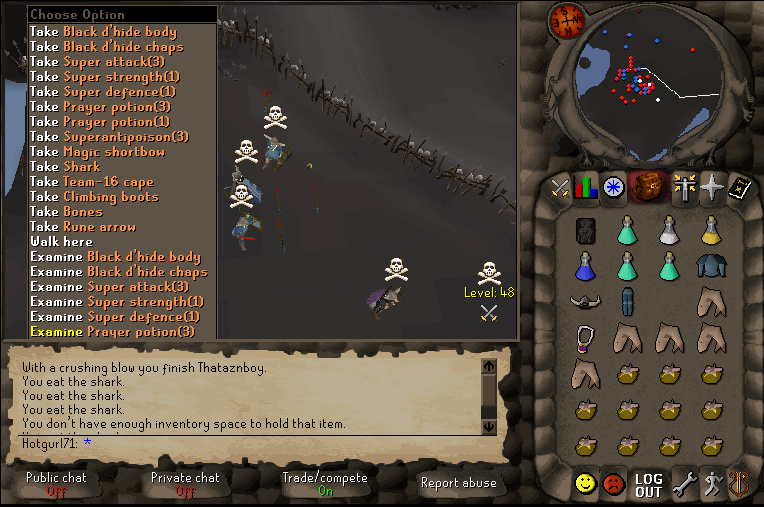 Choose Option
Take Black d'hide body
Take Black d'hide chaps
Take Super attack(3)
Take Super strength(1)
Take Super defence(1)
Take Prayer potion(3)
Take Prayer potion(1)
Take Superantipoison(3)
Take Magic shortbow
Take Shark
Take Team-16 cape
Take Climbing boots
Take Bones
Take Rune arrow
Walk here
Examine Black d'hide body
Examine Black d'hide chaps
Examine Super attack(3)
Examine Super strength(1)
Examine Super defence(1)
Examine Prayer potion(3)
Level: 48
With a crushing blow you finish Thataznboy.
You eat the shark.
You eat the shark.
You eat the shark.
You don't have enough inventory space to hold that item.
Hotgurl71: *
Public chat
Off
Private chat
Off
Trade/compete
On
Report abuse
LOG
OUT